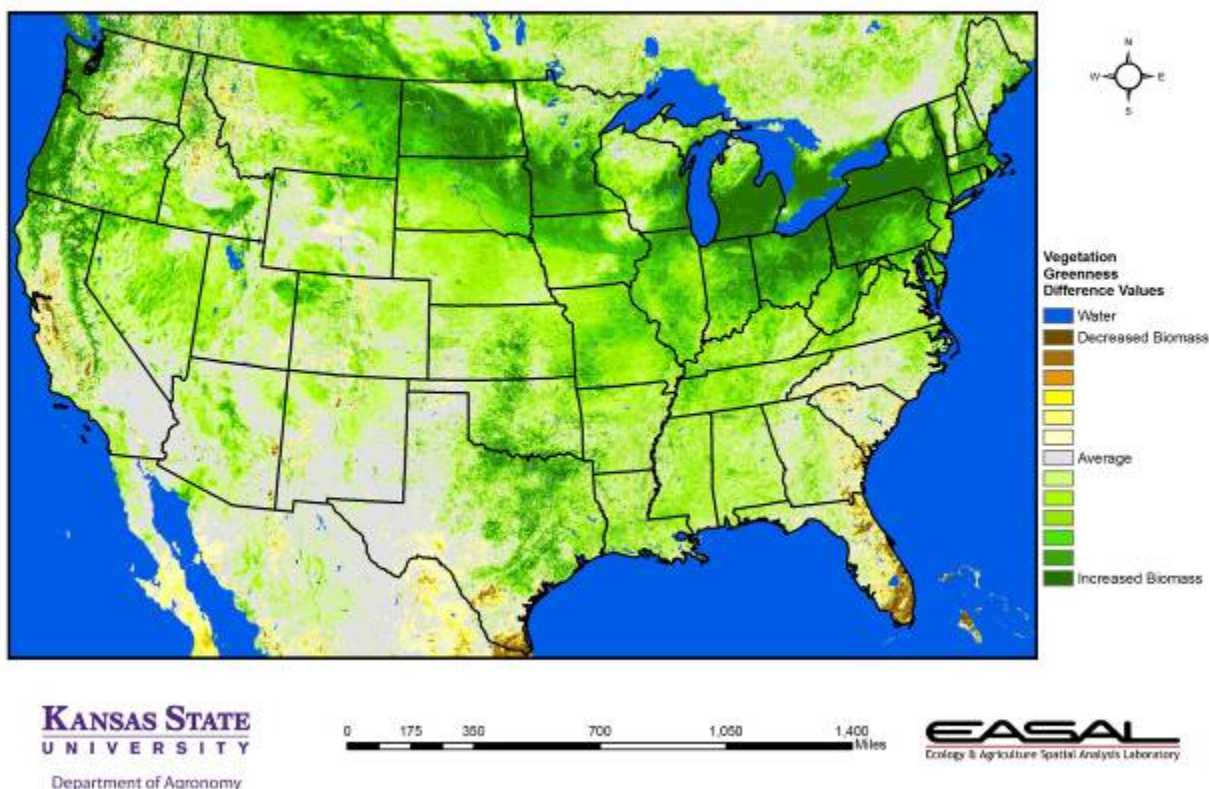 N
W E
S
Vegetation
Greenness
Difference Values
Water
Decreased Biomass
Average
Increased Biomass
KANSAS STATE
UNIVERSITY
Department of Agronomy
0 175 350 700 1,050 1,400
Miles
EASAL
Ecology & Agriculture Spatial Analysis Laboratory